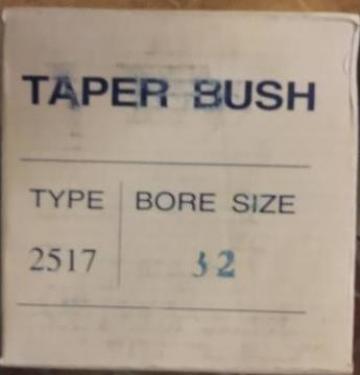 TAPER BUSH
TYPE BORE SIZE
2517 32